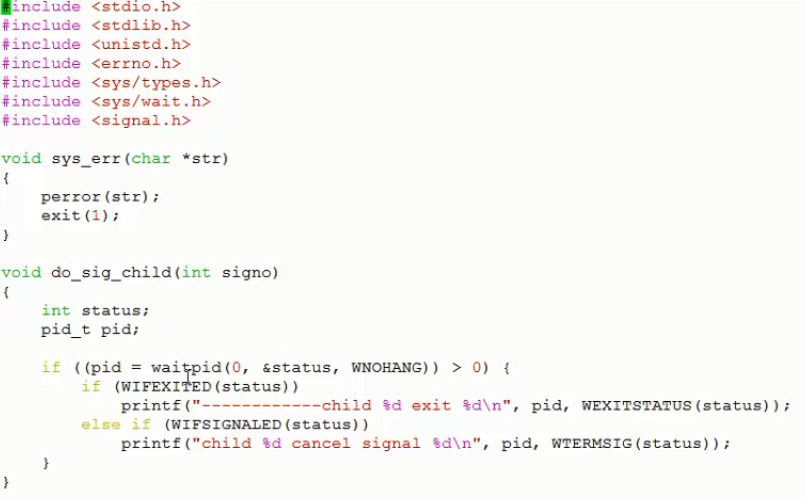 #include <stdio.h>
#include <stdlib.h>
#include <unistd.h>
#include <errno.h>
#include <sys/types.h>
#include <sys/wait.h>
#include <signal.h>
void sys_err(char *str)
{
perror(str);
exit(1);
}
void do_sig_child(int signo)
{
int status;
pid_t pid;
if ((pid = waitpid(0, &status, WNOHANG)) > 0) {
if (WIFEXITED(status))
printf("------------child %d exit %d\n", pid, WEXITSTATUS(status));
else if (WIFSIGNALED(status))
printf("child %d cancel signal %d\n", pid, WTERMSIG(status));
}
}